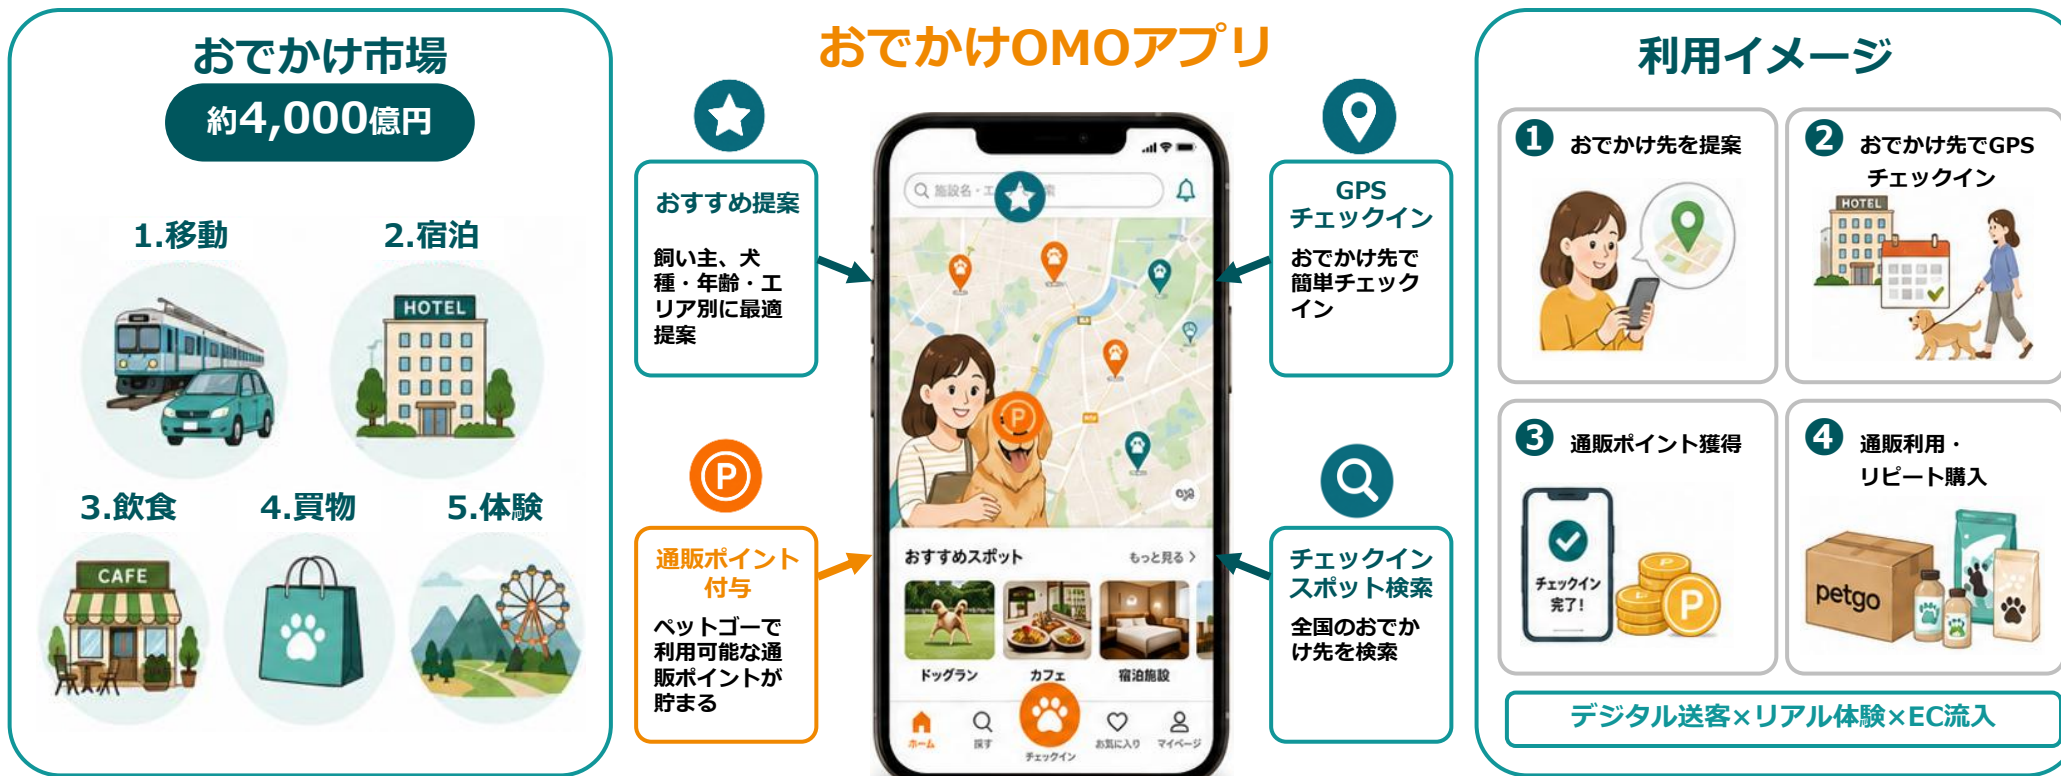 おでかけ市場
約4,000億円
1.移動
2.宿泊
HOTEL
3.飲食
4.買物
5.体験
CAFE
おでかけOMOアプリ
おすすめ提案
飼い主、犬
種・年齢・エ
リア別に最適
提案
P
通販ポイント
付与
ペットゴーで
利用可能な通
販ポイントが
貯まる
施設名・エ
索
P
おすすめスポット
もっと見る >
ドッグラン
カフェ
宿泊施設
ホーム
探す
チェックイン
お気に入り
マイページ
GPS
チェックイン
おでかけ先で
簡単チェック
イン
チェックイン
スポット検索
全国のおでか
け先を検索
利用イメージ
1 おでかけ先を提案
2 おでかけ先でGPS
チェックイン
HOTEL
3 通販ポイント獲得
チェックイン
完了!
P
P
4 通販利用・
リピート購入
petgo
デジタル送客×リアル体験×EC流入